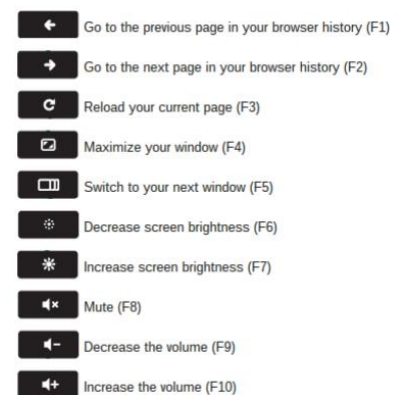 Go to the previous page in your browser history (F1)
Go to the next page in your browser history (F2)
Reload your current page (F3)
Maximize your window (F4)
Switch to your next window (F5)
Decrease screen brightness (F6)
Increase screen brightness (F7)
Mute (F8)
Decrease the volume (F9)
Increase the volume (F10)